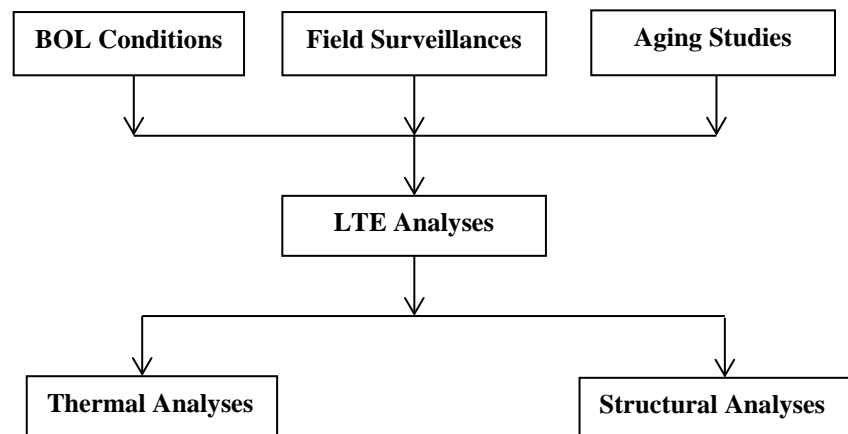 BOL Conditions
Field Surveillances
Aging Studies
LTE Analyses
Thermal Analyses
Structural Analyses